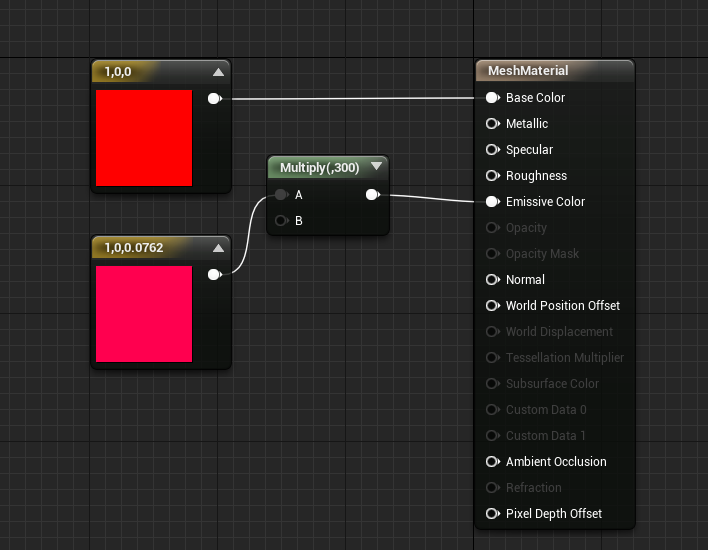 1,0,0
1,0,0.0762
Multiply(,300)
A
B
MeshMaterial
Base Color
Metallic
Specular
Roughness
Emissive Color
Opacity
Opacity Mask
Normal
World Position Offset
World Displacement
Tessellation Multiplier
Subsurface Color
Custom Data 0
Custom Data 1
Ambient Occlusion
Refraction
Pixel Depth Offset